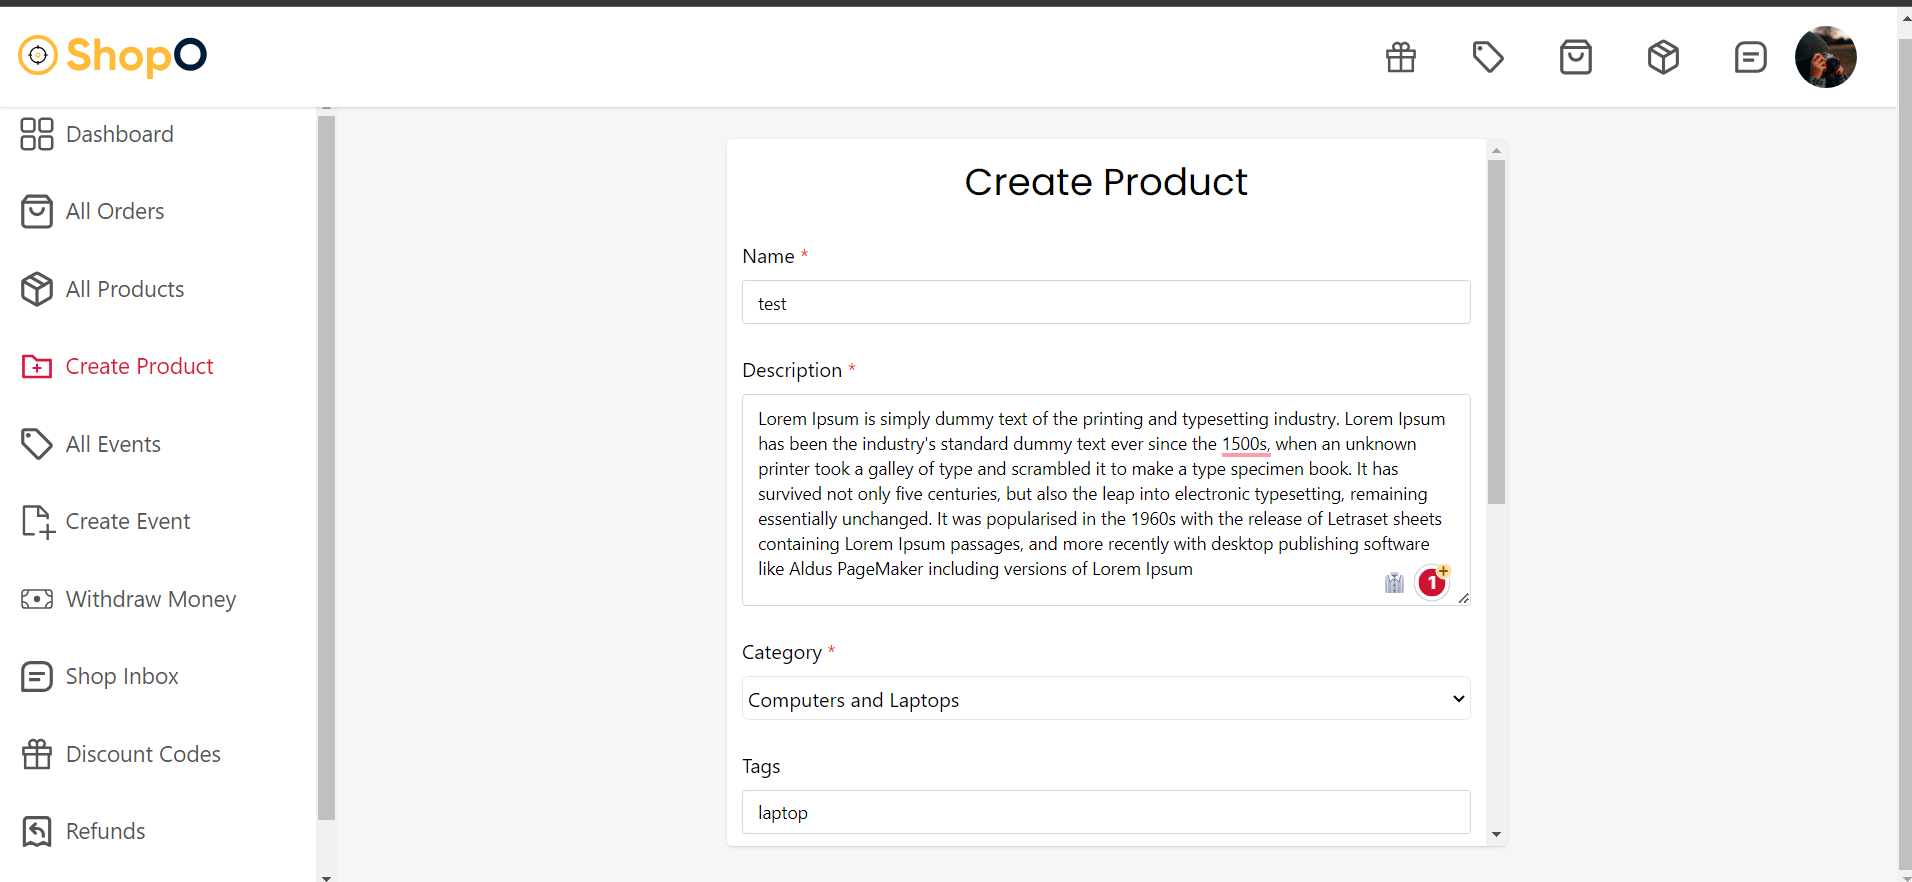 ShopO
Dashboard
All Orders
All Products
Create Product
All Events
Create Event
Withdraw Money
Shop Inbox
Discount Codes
Refunds
Create Product
Name *
test
Description *
Lorem Ipsum is simply dummy text of the printing and typesetting industry. Lorem Ipsum
has been the industry's standard dummy text ever since the 1500s, when an unknown
printer took a galley of type and scrambled it to make a type specimen book. It has
survived not only five centuries, but also the leap into electronic typesetting, remaining
essentially unchanged. It was popularised in the 1960s with the release of Letraset sheets
containing Lorem Ipsum passages, and more recently with desktop publishing software
like Aldus PageMaker including versions of Lorem Ipsum
1+
Category *
Computers and Laptops
Tags
laptop